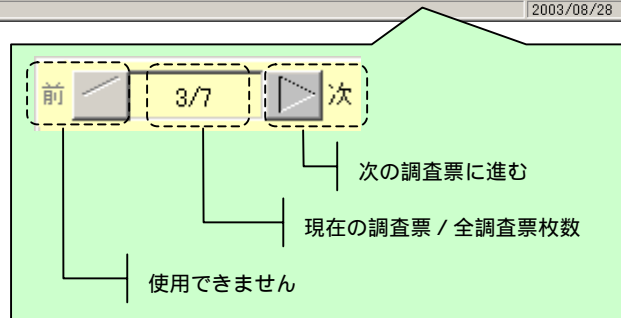 2003/08/28
前 3/7 次
次の調査票に進む
現在の調査票 / 全調査票枚数
使用できません